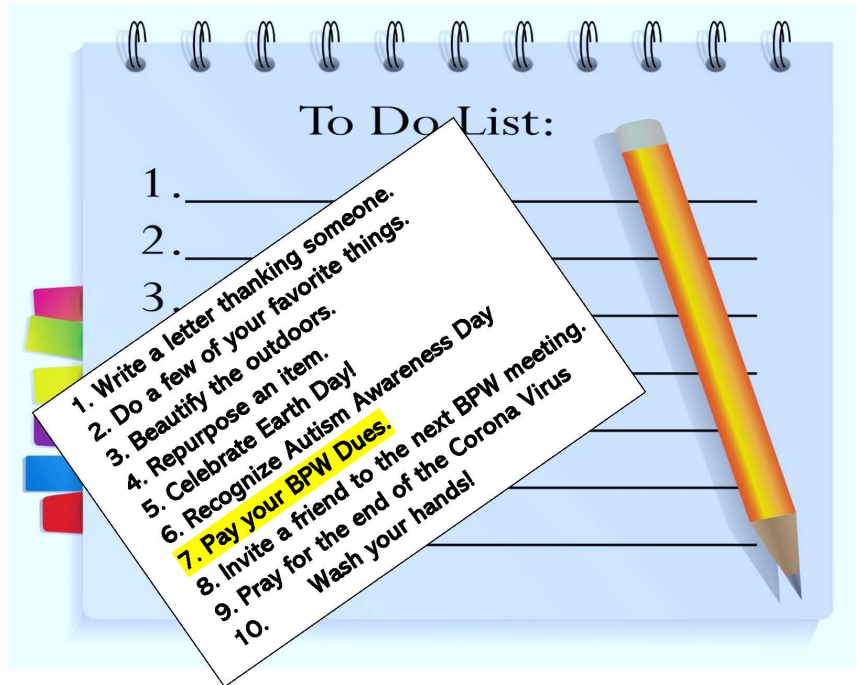 To Do List:
1.
2.
3.
1. Write a letter thanking someone.
2. Do a few of your favorite things.
3. Beautify the outdoors.
4. Repurpose an item.
5. Celebrate Earth Day!
6. Recognize Autism Awareness Day
7. Pay your BPW Dues.
8. Invite a friend to the next BPW meeting.
9. Pray for the end of the Corona Virus
10. Wash your hands!